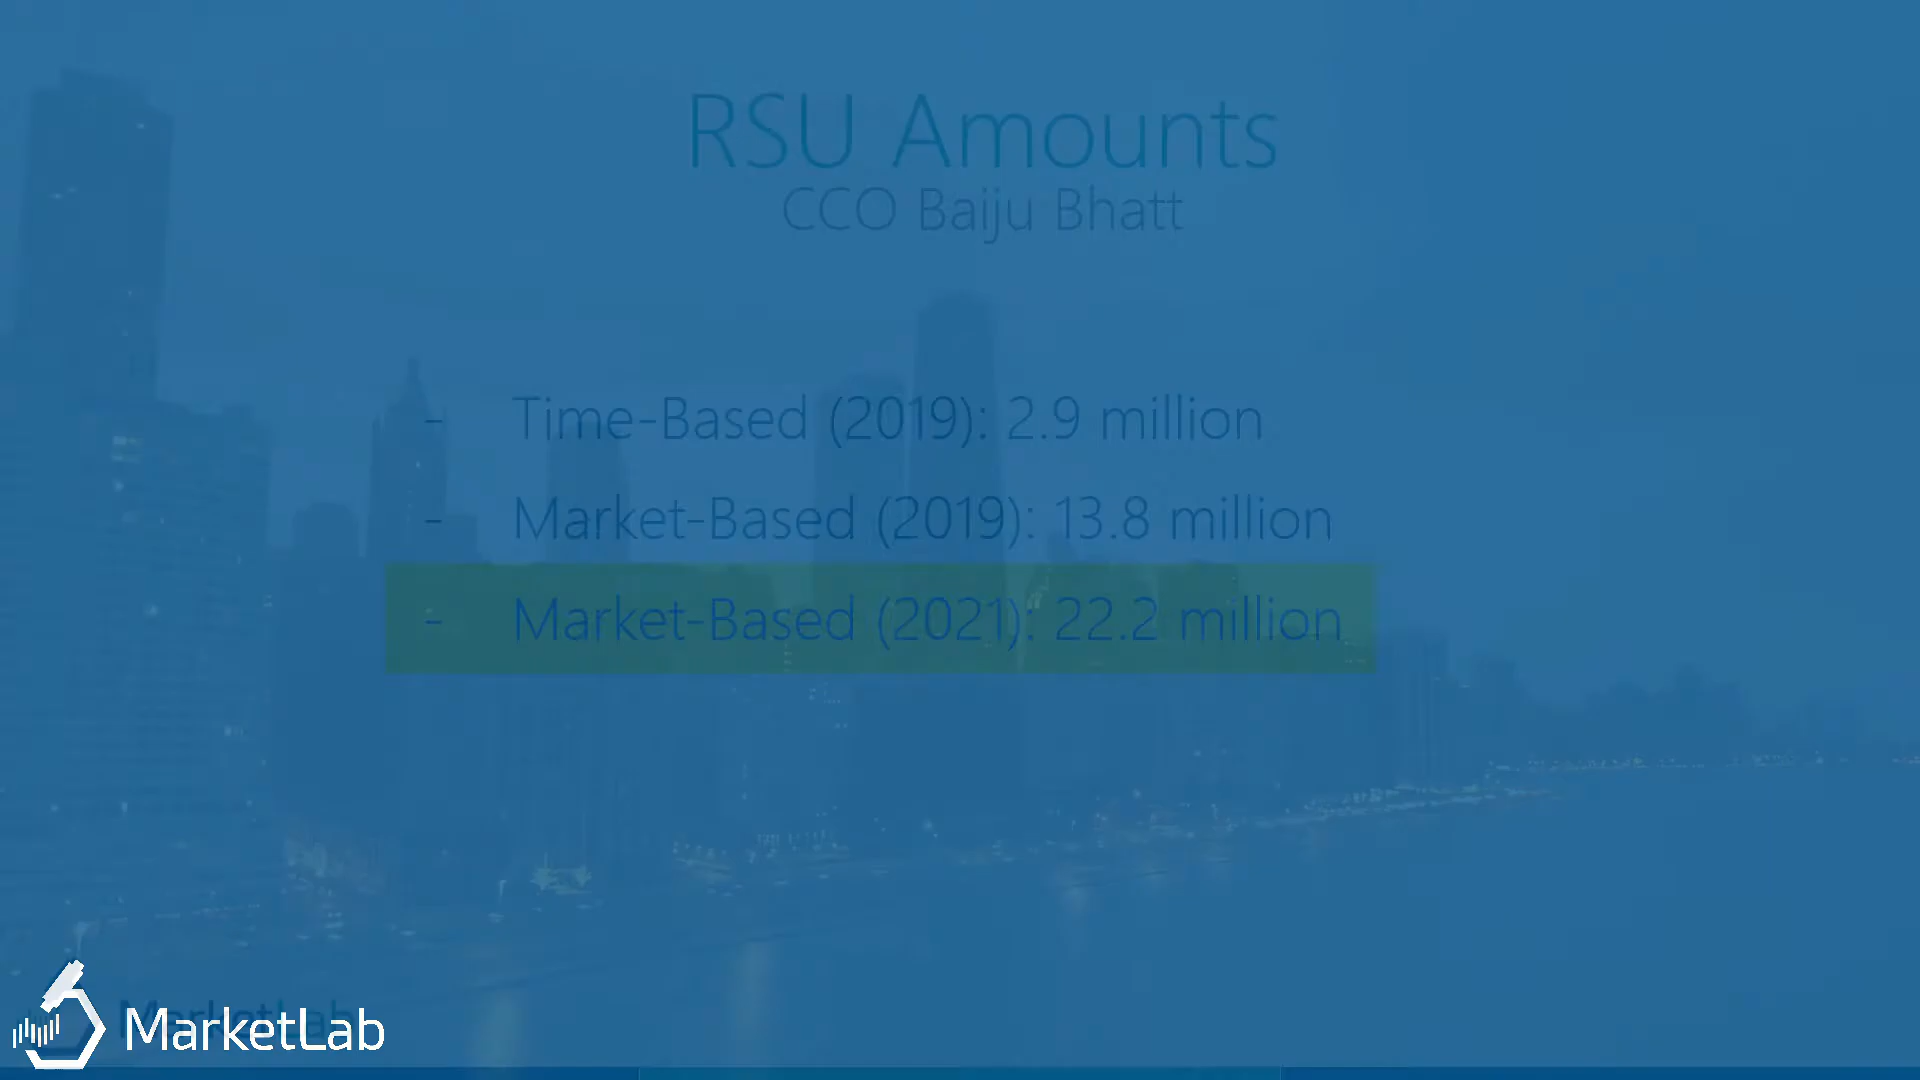 RSU Amounts
CCO Baiju Bhatt
- Time-Based (2019): 2.9 million
- Market-Based (2019): 13.8 million
- Market-Based (2021): 22.2 million
MarketLab
MarketLab